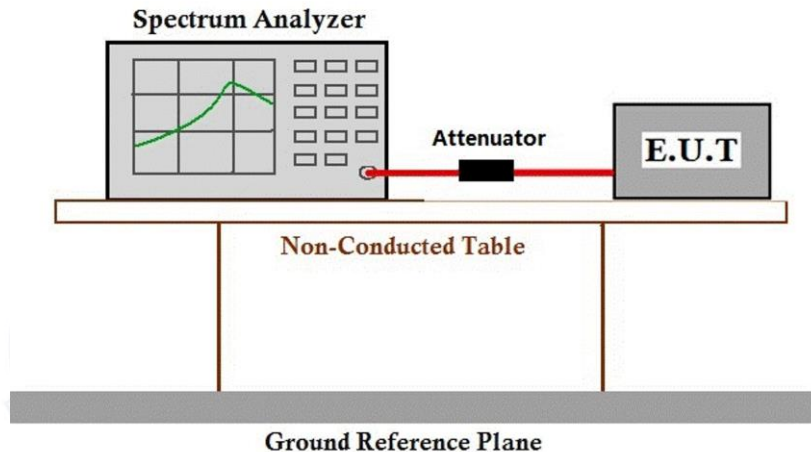 Spectrum Analyzer
Attenuator
E.U.T
Non-Conducted Table
Ground Reference Plane